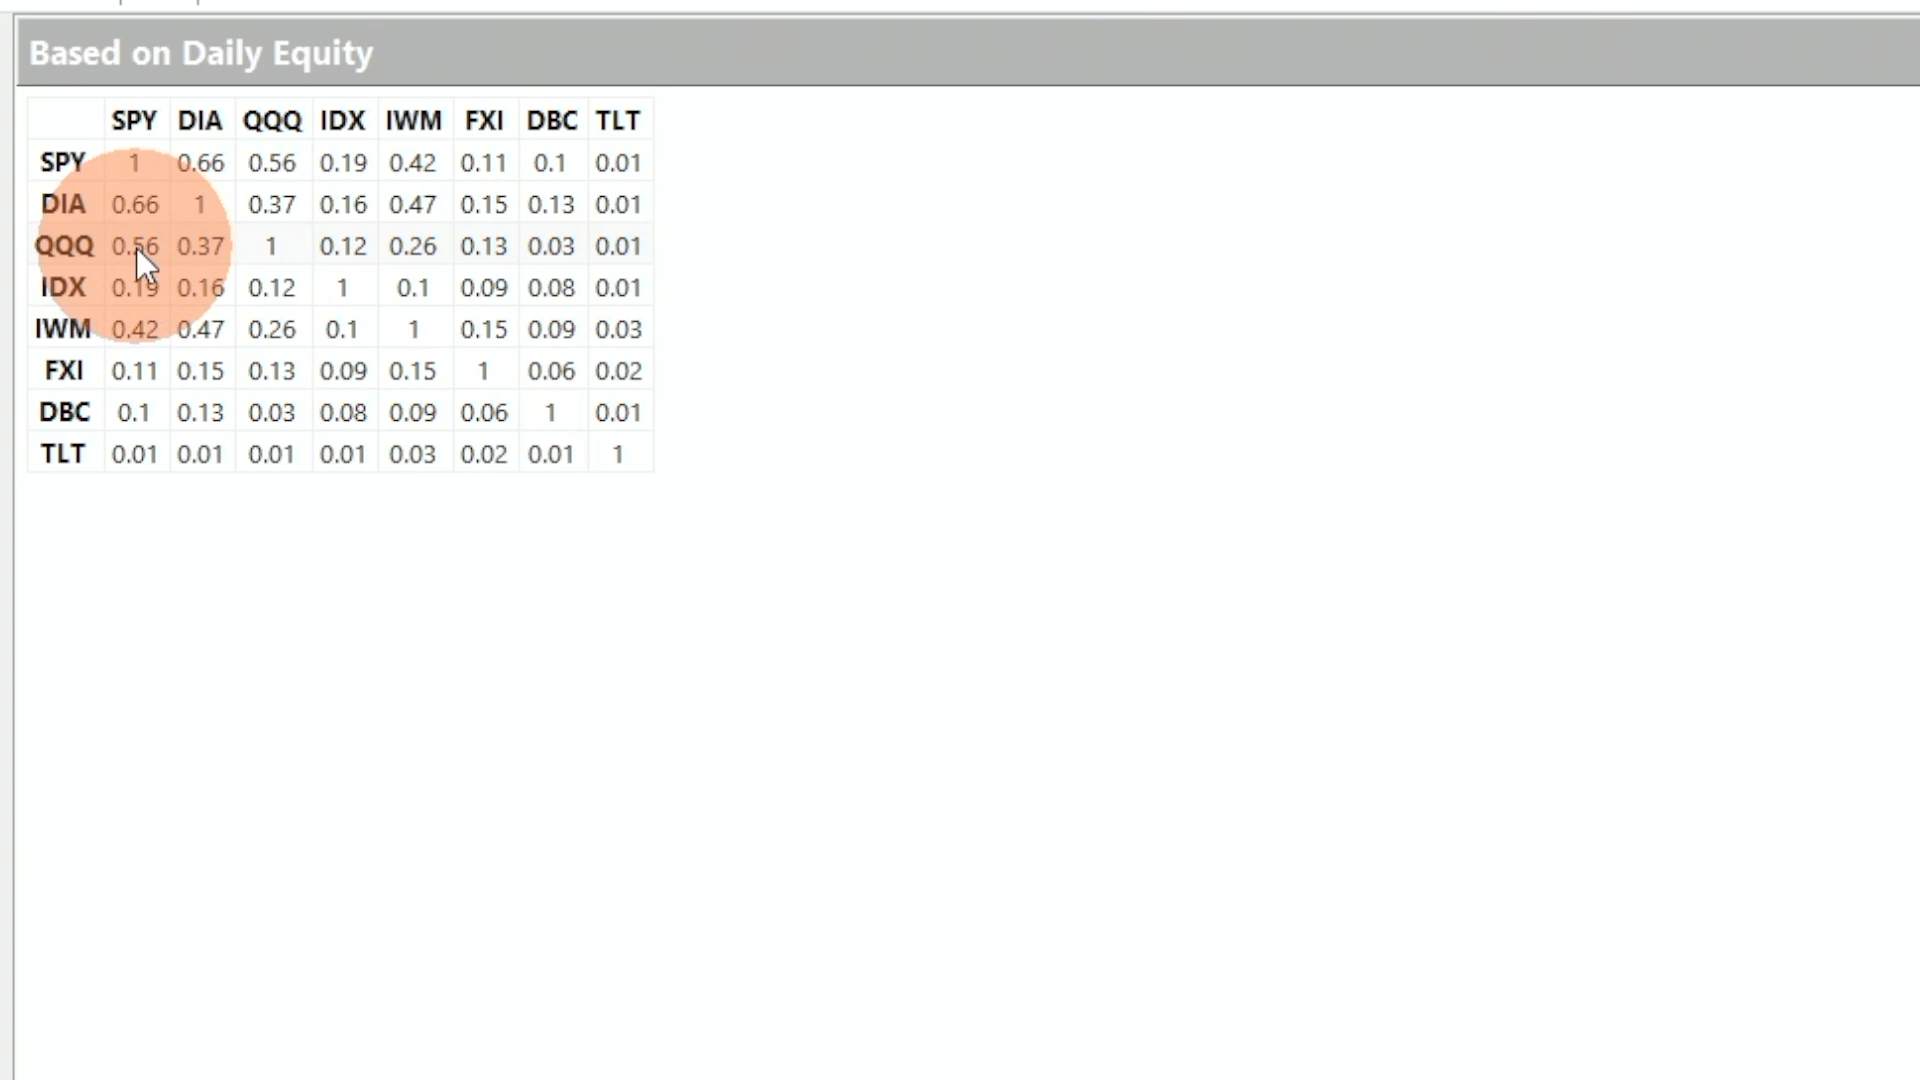 Based on Daily Equity
SPY DIA QQQ IDX IWM FXI DBC TLT
SPY 1 0.66 0.56 0.19 0.42 0.11 0.1 0.01
DIA 0.66 1 0.37 0.16 0.47 0.15 0.13 0.01
QQQ 0.56 0.37 1 0.12 0.26 0.13 0.03 0.01
IDX 0.19 0.16 0.12 1 0.1 0.09 0.08 0.01
IWM 0.42 0.47 0.26 0.1 1 0.15 0.09 0.03
FXI 0.11 0.15 0.13 0.09 0.15 1 0.06 0.02
DBC 0.1 0.13 0.03 0.08 0.09 0.06 1 0.01
TLT 0.01 0.01 0.01 0.01 0.03 0.02 0.01 1